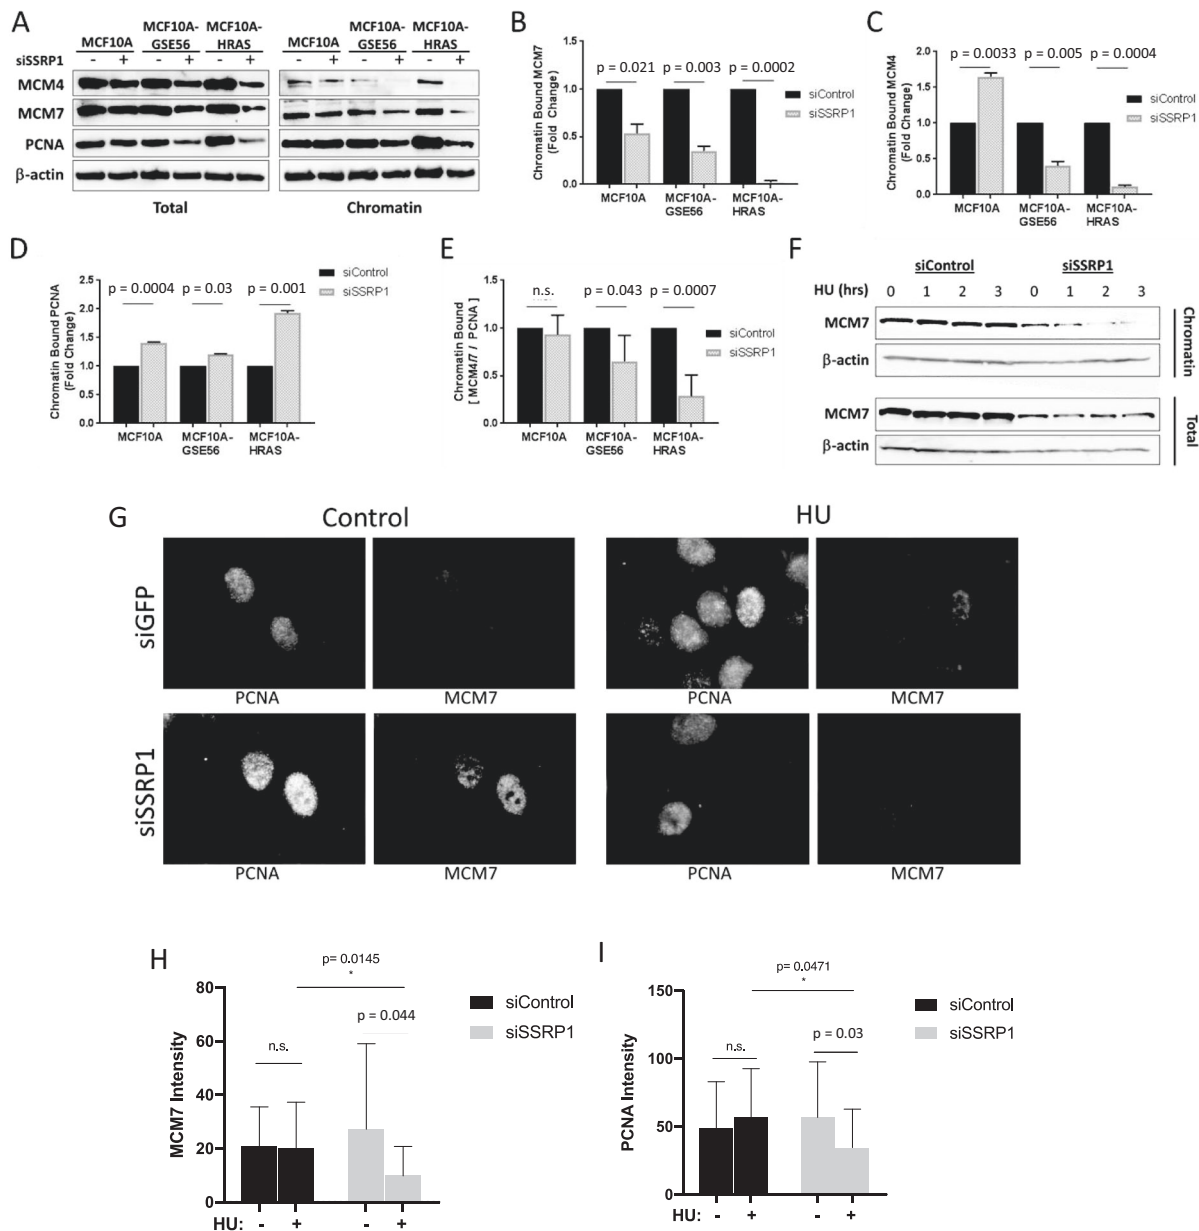 A
MCF10A
MCF10A-
GSE56
MCF10A-
HRAS
MCF10A
MCF10A-
GSE56
MCF10A-
HRAS
siSSRP1 - + - + - + - + - + - +
MCM4
MCM7
PCNA
β-actin
Total
Chromatin
B
Chromatin Bound MCM7
(Fold Change)
1.5
1.0
0.5
0.0
p = 0.021
p = 0.003
p = 0.0002
siControl
siSSRP1
MCF10A
MCF10A-
GSE56
MCF10A-
HRAS
C
Chromatin Bound MCM4
(Fold Change)
2.0
1.5
1.0
0.5
0.0
p = 0.0033
p = 0.005
p = 0.0004
siControl
siSSRP1
MCF10A
MCF10A-
GSE56
MCF10A-
HRAS
D
Chromatin Bound PCNA
(Fold Change)
2.5
2.0
1.5
1.0
0.5
0.0
p = 0.0004
p = 0.03
p = 0.001
siControl
siSSRP1
MCF10A
MCF10A-
GSE56
MCF10A-
HRAS
E
Chromatin Bound
[ MCM4/7 / PCNA ]
1.5
1.0
0.5
0.0
n.s.
p = 0.043
p = 0.0007
siControl
siSSRP1
MCF10A
MCF10A-
GSE56
MCF10A-
HRAS
F
siControl
siSSRP1
HU (hrs) 0 1 2 3 0 1 2 3
MCM7
β-actin
Chromatin
MCM7
β-actin
Total
G
Control
HU
siGFP
PCNA
MCM7
PCNA
MCM7
siSSRP1
PCNA
MCM7
PCNA
MCM7
H
MCM7 Intensity
80
60
40
20
0
p= 0.0145
*
n.s.
p = 0.044
siControl
siSSRP1
HU: - + - +
I
PCNA Intensity
150
100
50
0
p= 0.0471
*
n.s.
p = 0.03
siControl
siSSRP1
HU: - + - +